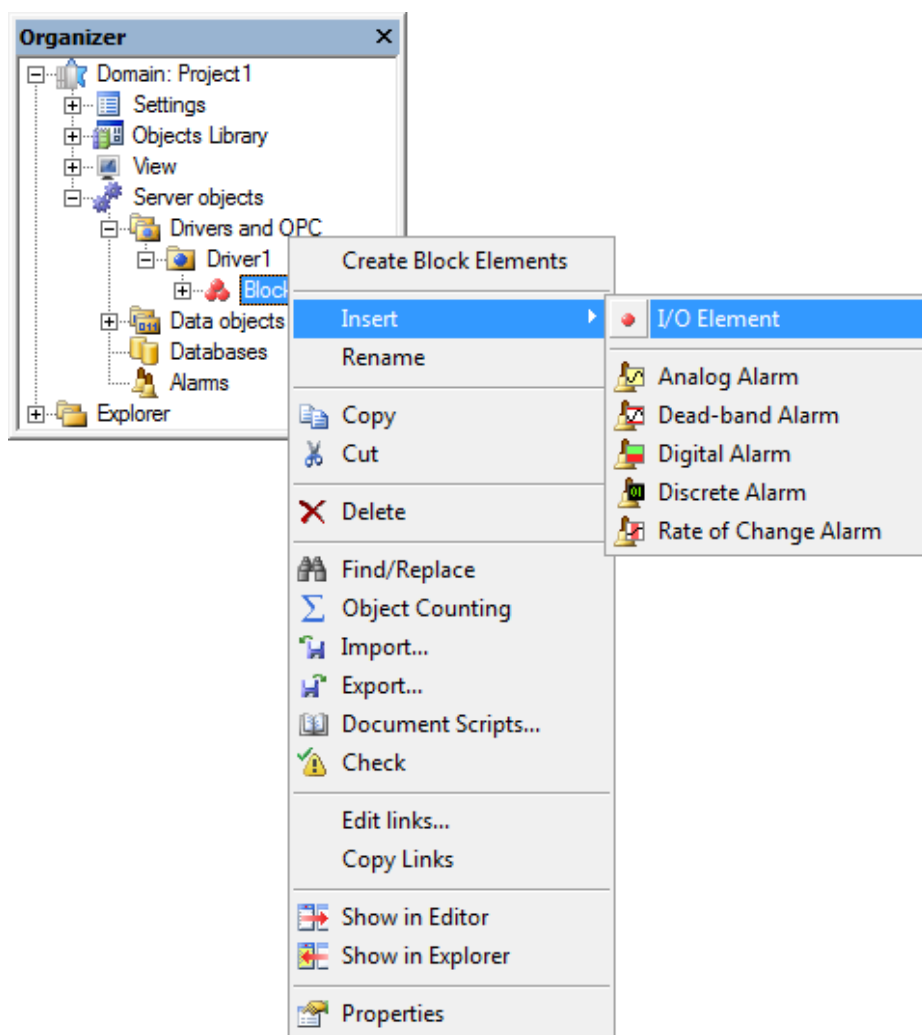 Organizer
Domain: Project1
Settings
Objects Library
View
Server objects
Drivers and OPC
Driver1
Data objects
Databases
Alarms
Explorer
Create Block Elements
Insert
Rename
Copy
Cut
Delete
Find/Replace
Object Counting
Import...
Export...
Document Scripts...
Check
Edit links...
Copy Links
Show in Editor
Show in Explorer
Properties
I/O Element
Analog Alarm
Dead-band Alarm
Digital Alarm
Discrete Alarm
Rate of Change Alarm